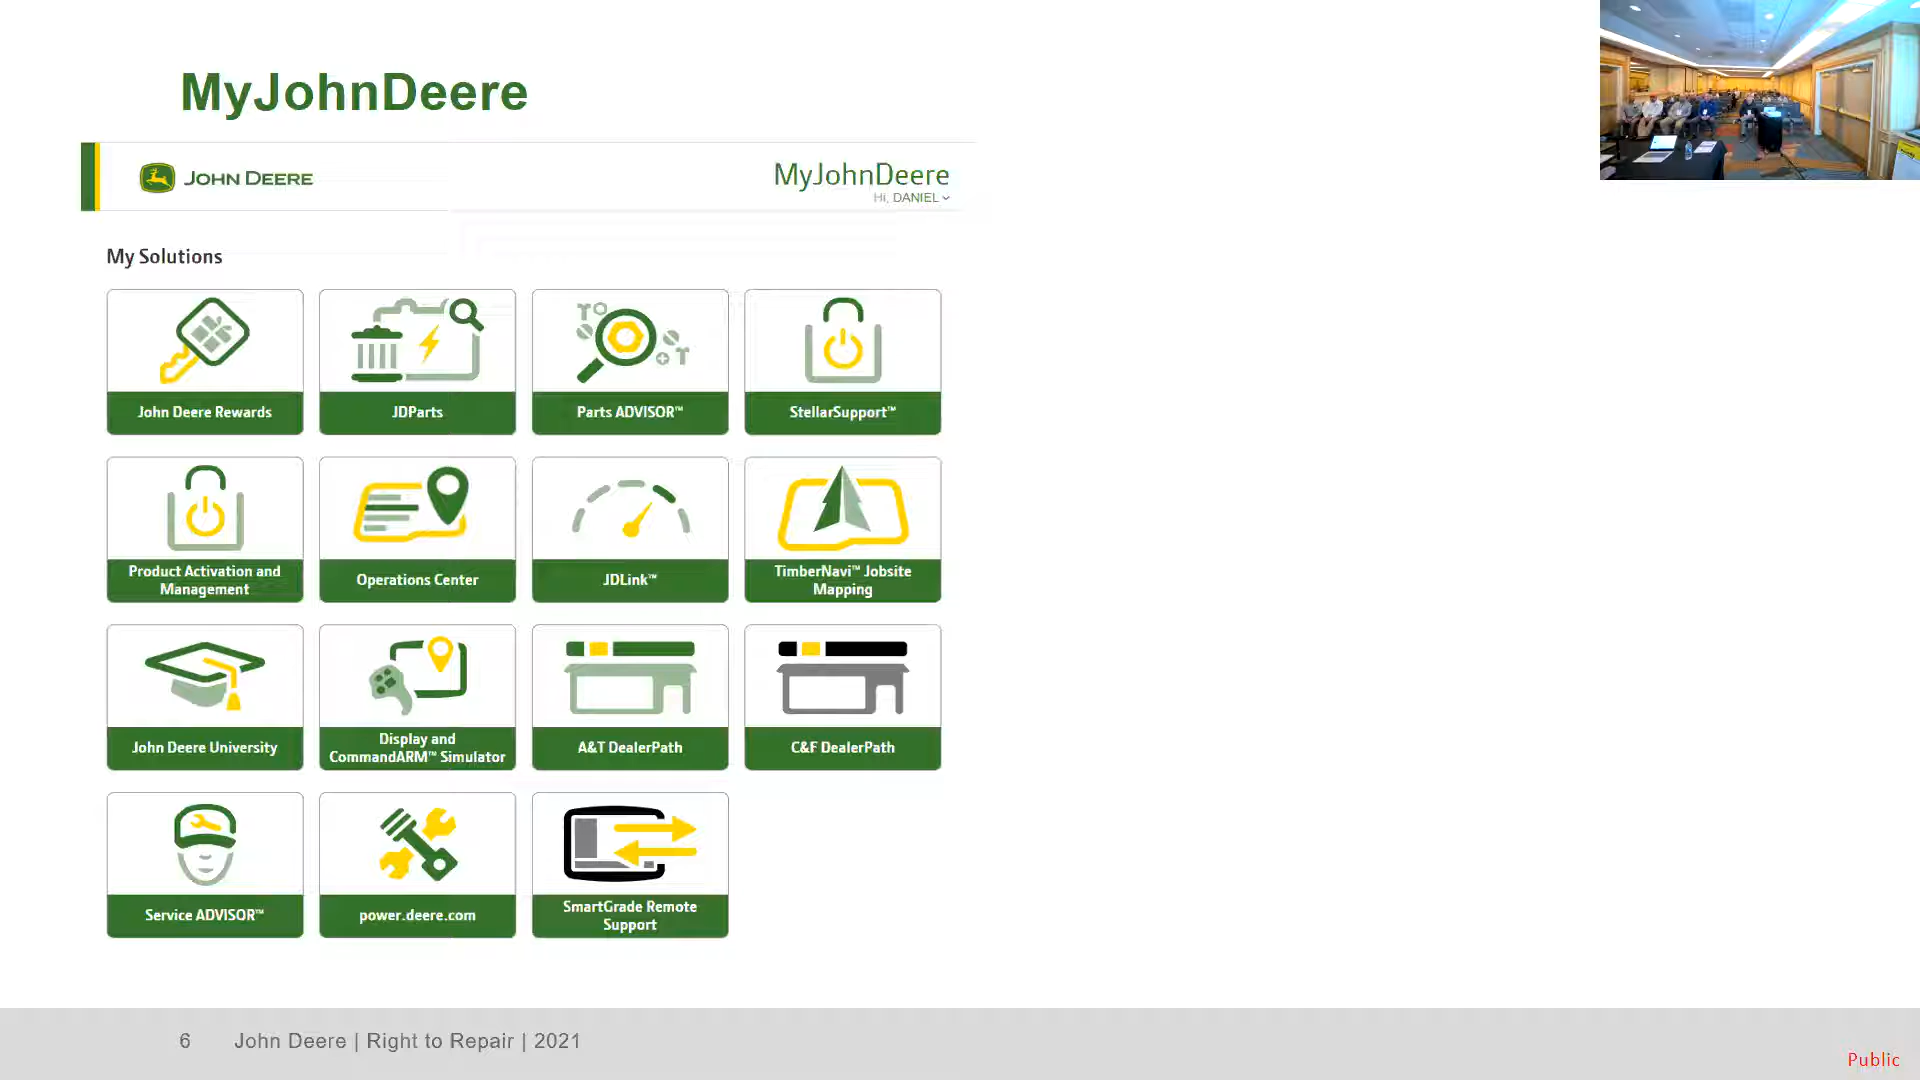 MyJohnDeere
JOHN DEERE
MyJohnDeere
Hi, DANIEL
My Solutions
John Deere Rewards
JDParts
Parts ADVISOR™
StellarSupport™
Product Activation and
Management
Operations Center
JDLink™
TimberNavi™ Jobsite
Mapping
John Deere University
Display and
CommandARM™ Simulator
A&T DealerPath
C&F DealerPath
Service ADVISOR™
power.deere.com
SmartGrade Remote
Support
6 John Deere | Right to Repair | 2021
Public